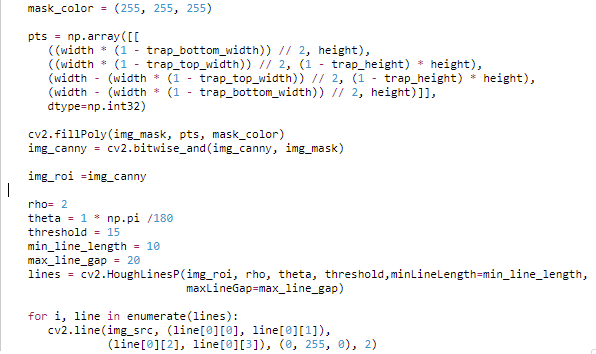 mask_color = (255, 255, 255)
pts = np.array([[
((width * (1 - trap_bottom_width)) // 2, height),
((width * (1 - trap_top_width)) // 2, (1 - trap_height) * height),
(width - (width * (1 - trap_top_width)) // 2, (1 - trap_height) * height),
(width - (width * (1 - trap_bottom_width)) // 2, height)]],
dtype=np.int32)
cv2.fillPoly(img_mask, pts, mask_color)
img_canny = cv2.bitwise_and(img_canny, img_mask)
img_roi =img_canny
rho= 2
theta = 1 * np.pi /180
threshold = 15
min_line_length = 10
max_line_gap = 20
lines = cv2.HoughLinesP(img_roi, rho, theta, threshold,minLineLength=min_line_length,
maxLineGap=max_line_gap)
for i, line in enumerate(lines):
cv2.line(img_src, (line[0][0], line[0][1]),
(line[0][2], line[0][3]), (0, 255, 0), 2)